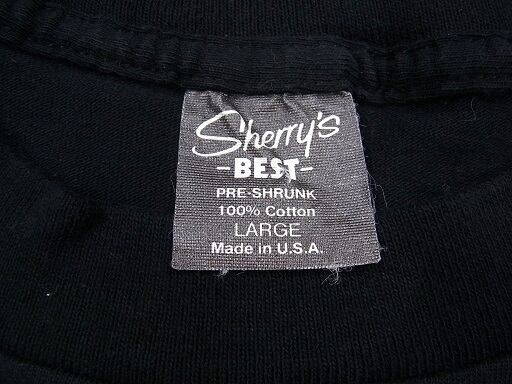 Sherry's
-BEST-
PRE-SHRUNK
100% Cotton
LARGE
Made in U.S.A.